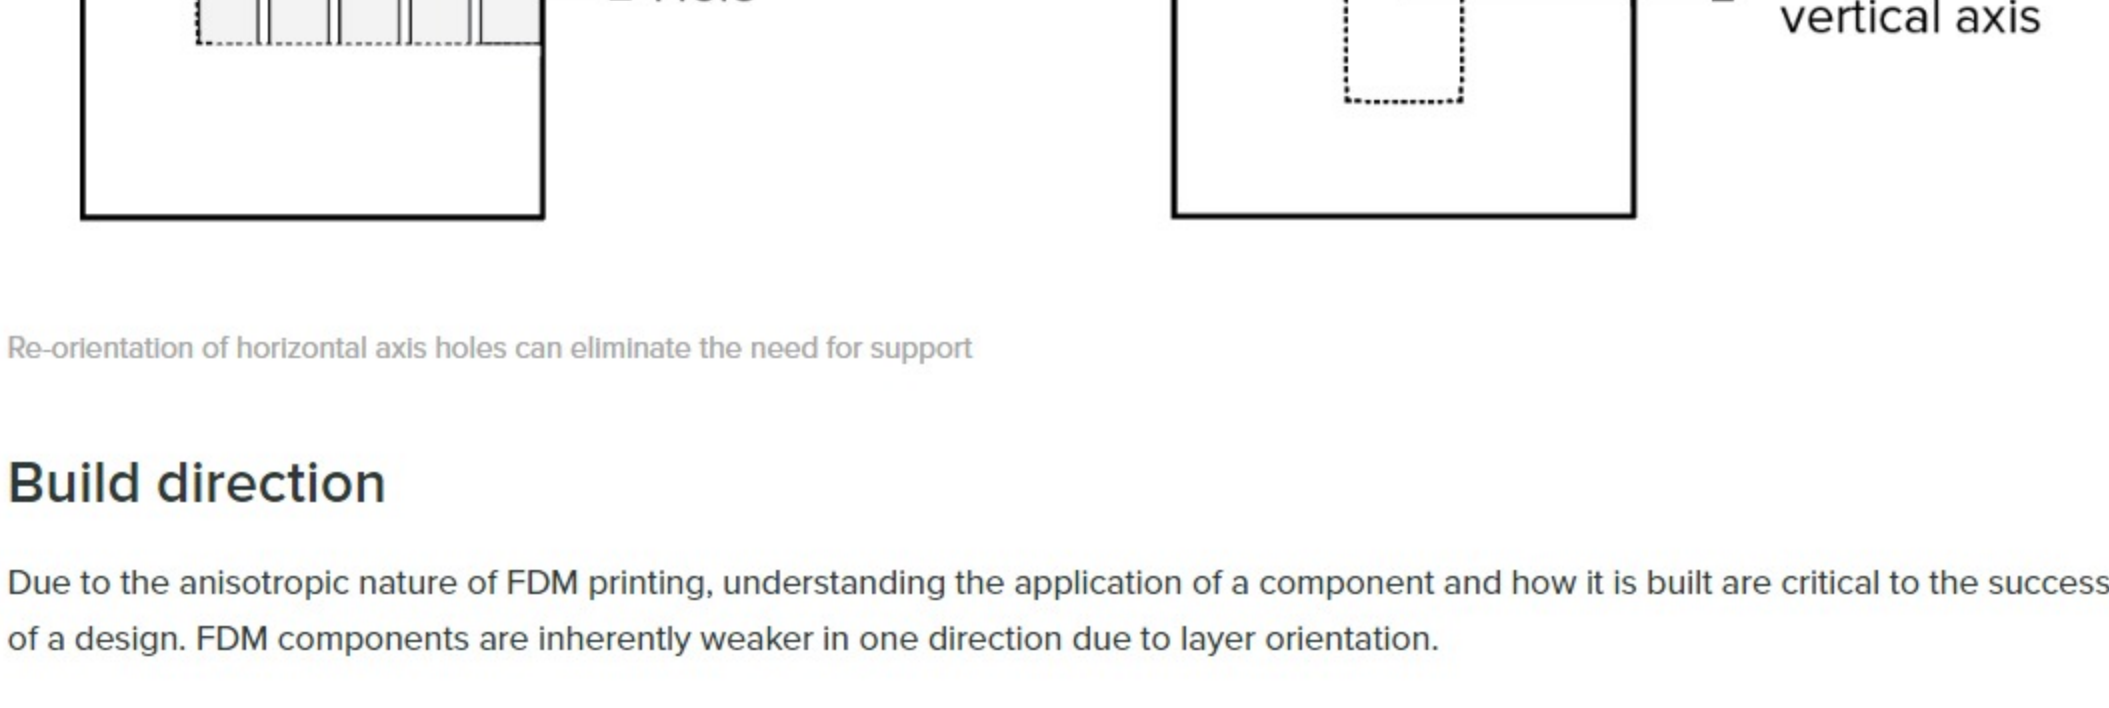 vertical axis
Re-orientation of horizontal axis holes can eliminate the need for support
Build direction
Due to the anisotropic nature of FDM printing, understanding the application of a component and how it is built are critical to the success
of a design. FDM components are inherently weaker in one direction due to layer orientation.